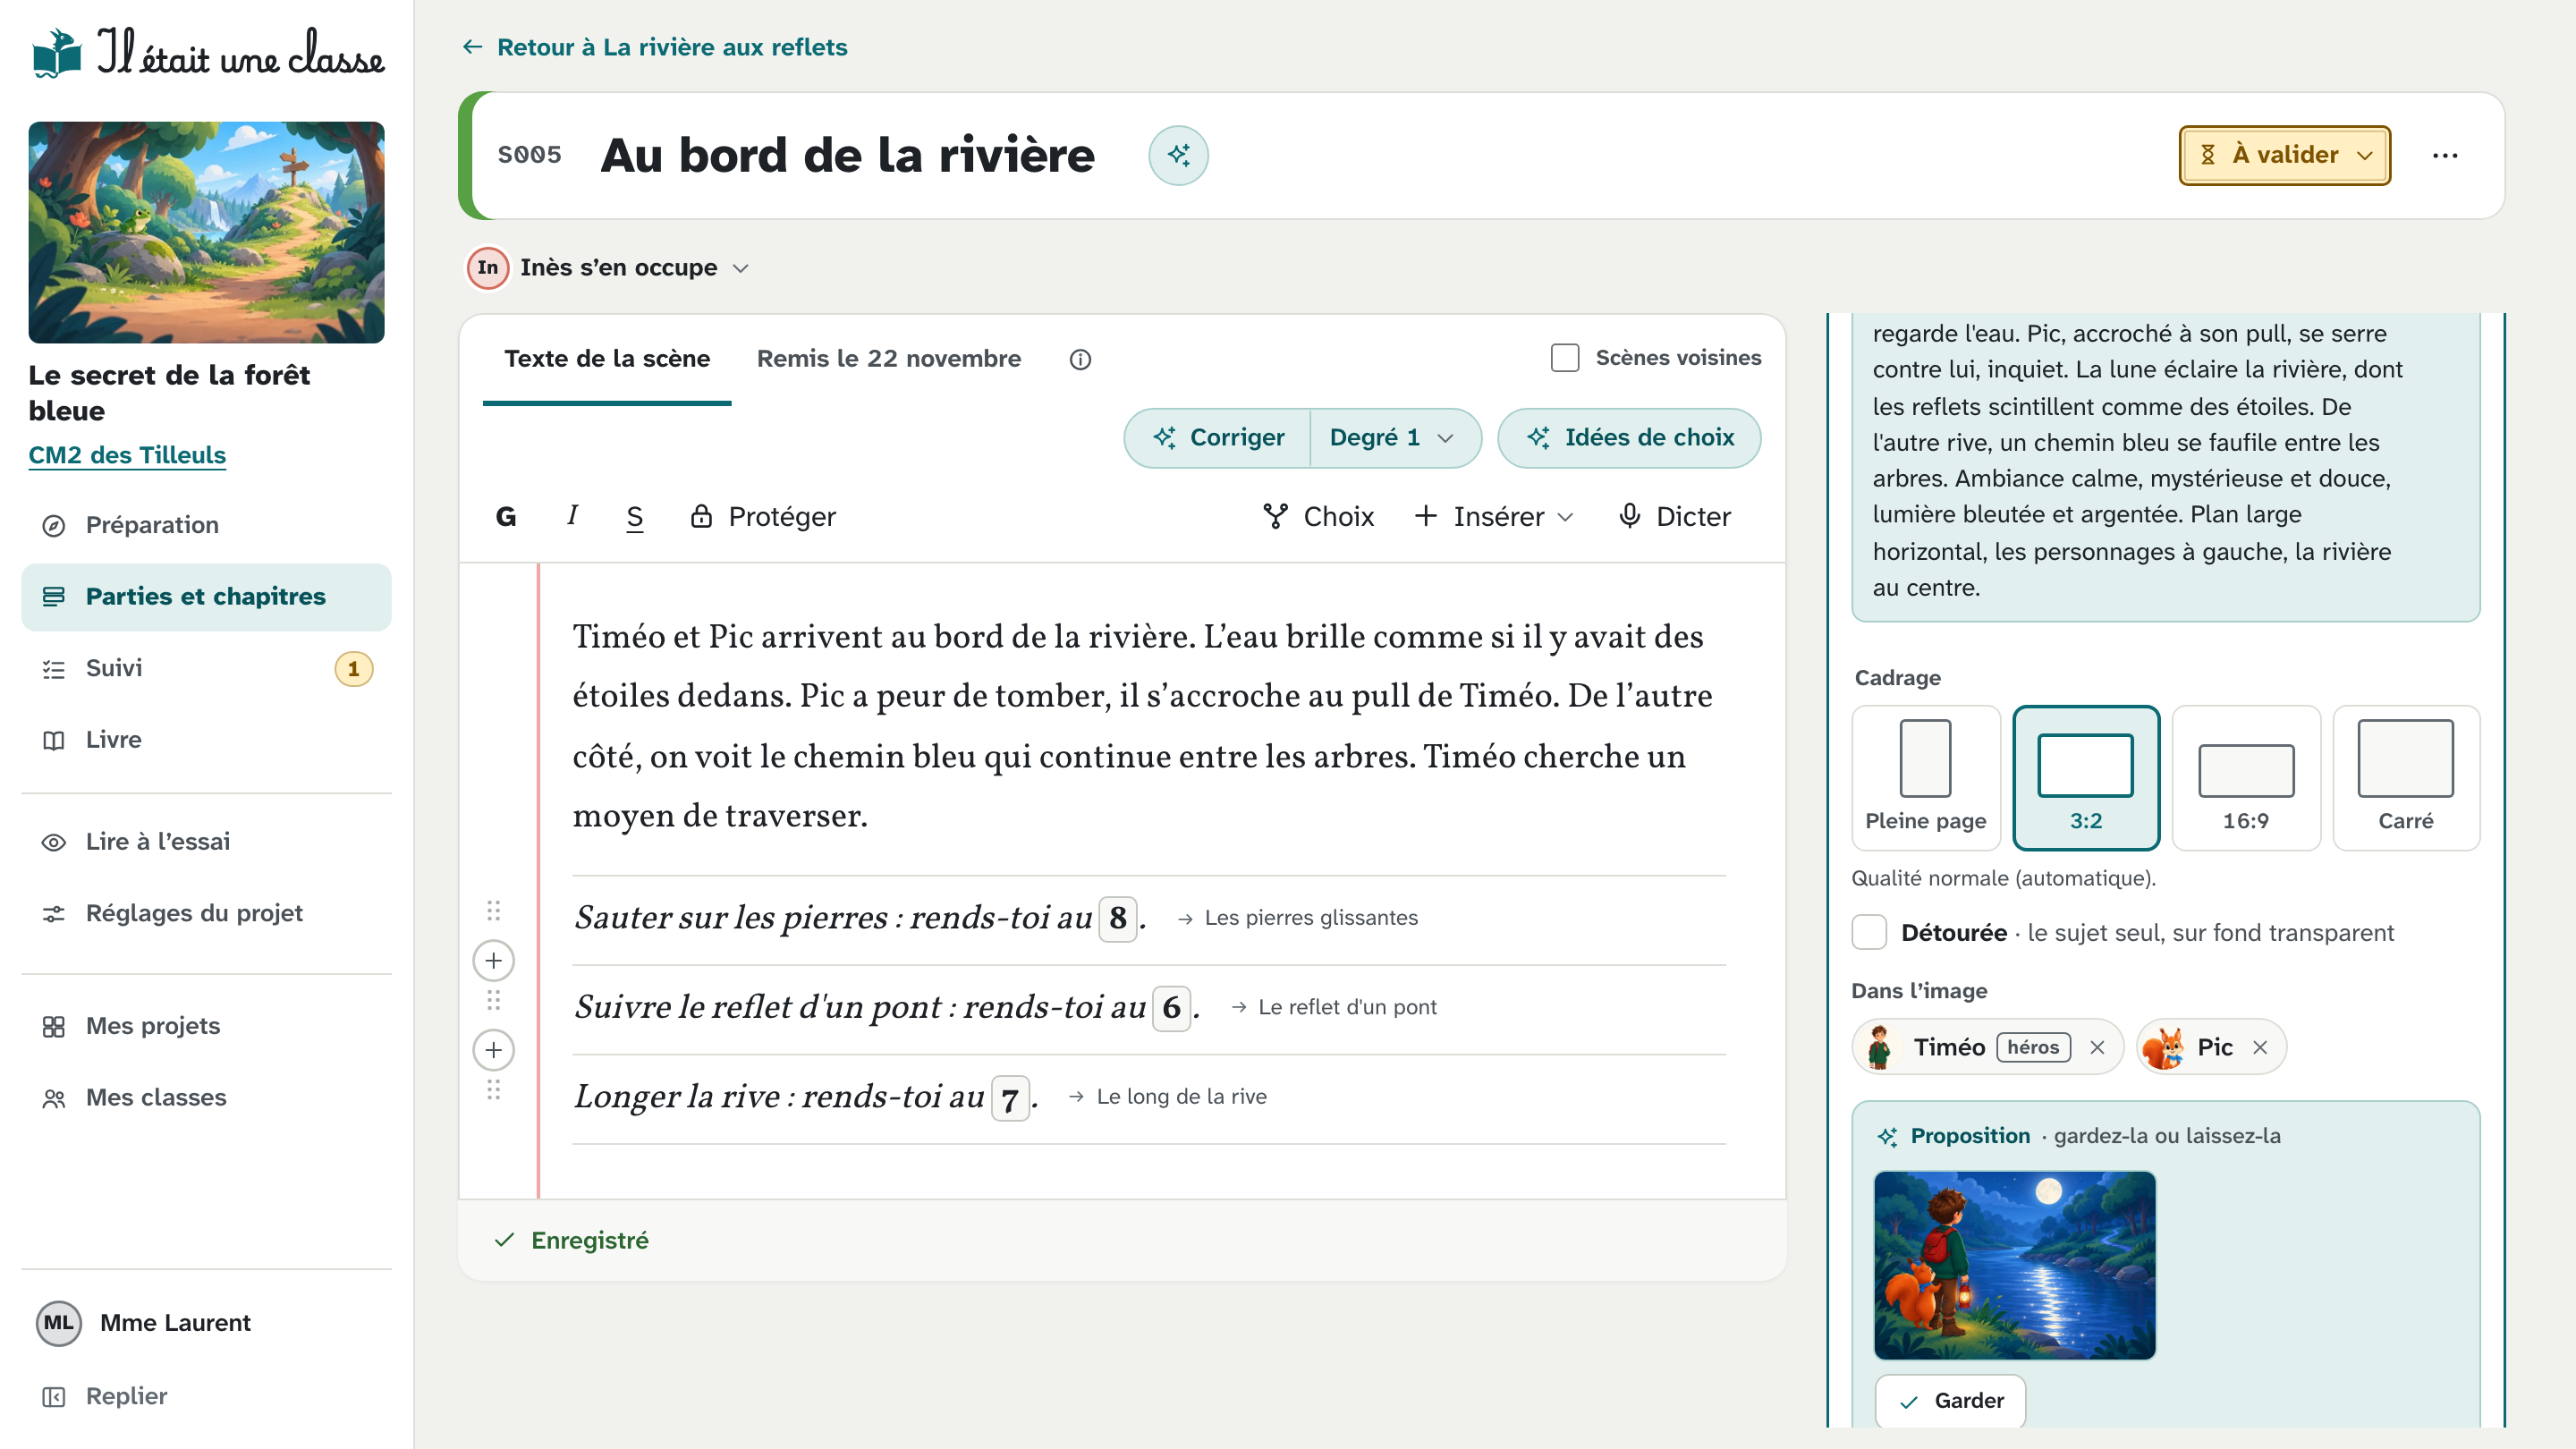 Il était une classe
Le secret de la forêt
bleue
CM2 des Tilleuls
Préparation
Parties et chapitres
Suivi
1
Livre
Lire à l’essai
Réglages du projet
Mes projets
Mes classes
ML
Mme Laurent
Replier
Retour à La rivière aux reflets
S005
Au bord de la rivière
À valider
In
Inès s’en occupe
Texte de la scène
Remis le 22 novembre
Scènes voisines
Corriger
Degré 1
Idées de choix
G
I
S
Protéger
Choix
Insérer
Dicter
Timéo et Pic arrivent au bord de la rivière. L’eau brille comme si il y avait des
étoiles dedans. Pic a peur de tomber, il s’accroche au pull de Timéo. De l’autre
côté, on voit le chemin bleu qui continue entre les arbres. Timéo cherche un
moyen de traverser.
Sauter sur les pierres : rends-toi au 8. → Les pierres glissantes
Suivre le reflet d'un pont : rends-toi au 6. → Le reflet d'un pont
Longer la rive : rends-toi au 7. → Le long de la rive
Enregistré
regarde l'eau. Pic, accroché à son pull, se serre
contre lui, inquiet. La lune éclaire la rivière, dont
les reflets scintillent comme des étoiles. De
l'autre rive, un chemin bleu se faufile entre les
arbres. Ambiance calme, mystérieuse et douce,
lumière bleutée et argentée. Plan large
horizontal, les personnages à gauche, la rivière
au centre.
Cadrage
Pleine page
3:2
16:9
Carré
Qualité normale (automatique).
Détourée · le sujet seul, sur fond transparent
Dans l’image
Timéo héros
Pic
Proposition · gardez-la ou laissez-la
Garder